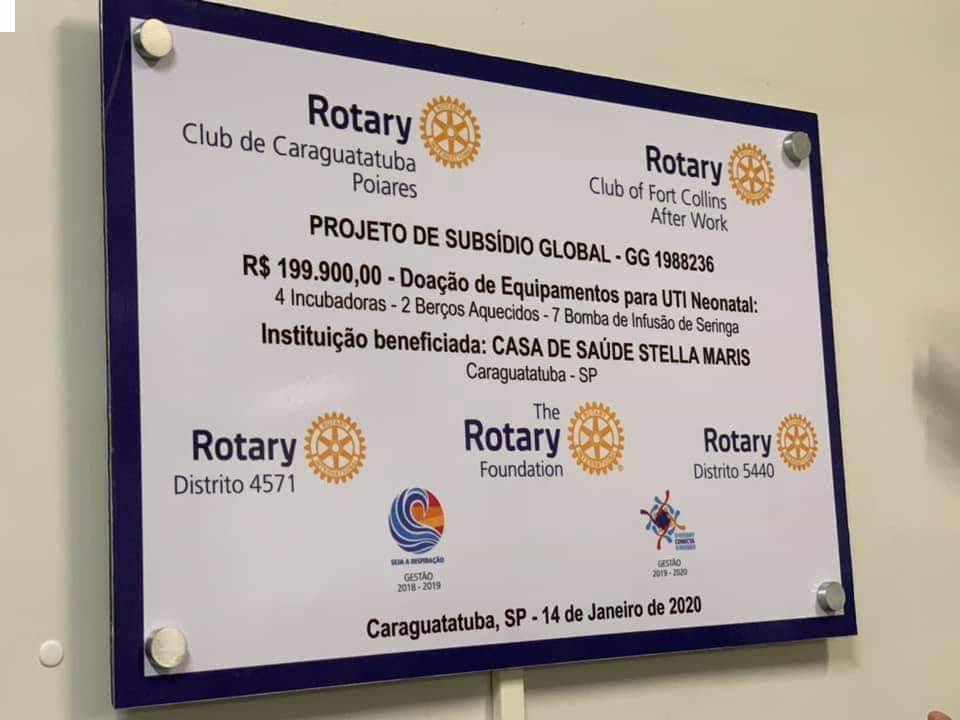 Rotary
Club de Caraguatatuba
Poiares
Rotary
Club of Fort Collins
After Work
PROJETO DE SUBSÍDIO GLOBAL - GG 1988236
R$ 199.900,00 - Doação de Equipamentos para UTI Neonatal:
4 Incubadoras - 2 Berços Aquecidos - 7 Bomba de Infusão de Seringa
Instituição beneficiada: CASA DE SAÚDE STELLA MARIS
Caraguatatuba - SP
Rotary
Distrito 4571
The
Rotary
Foundation
Rotary
Distrito 5440
SEJA A INSPIRAÇÃO
GESTÃO
2018 - 2019
O ROTARY
CONECTA
O MUNDO
GESTÃO
2019 - 2020
Caraguatatuba, SP - 14 de Janeiro de 2020